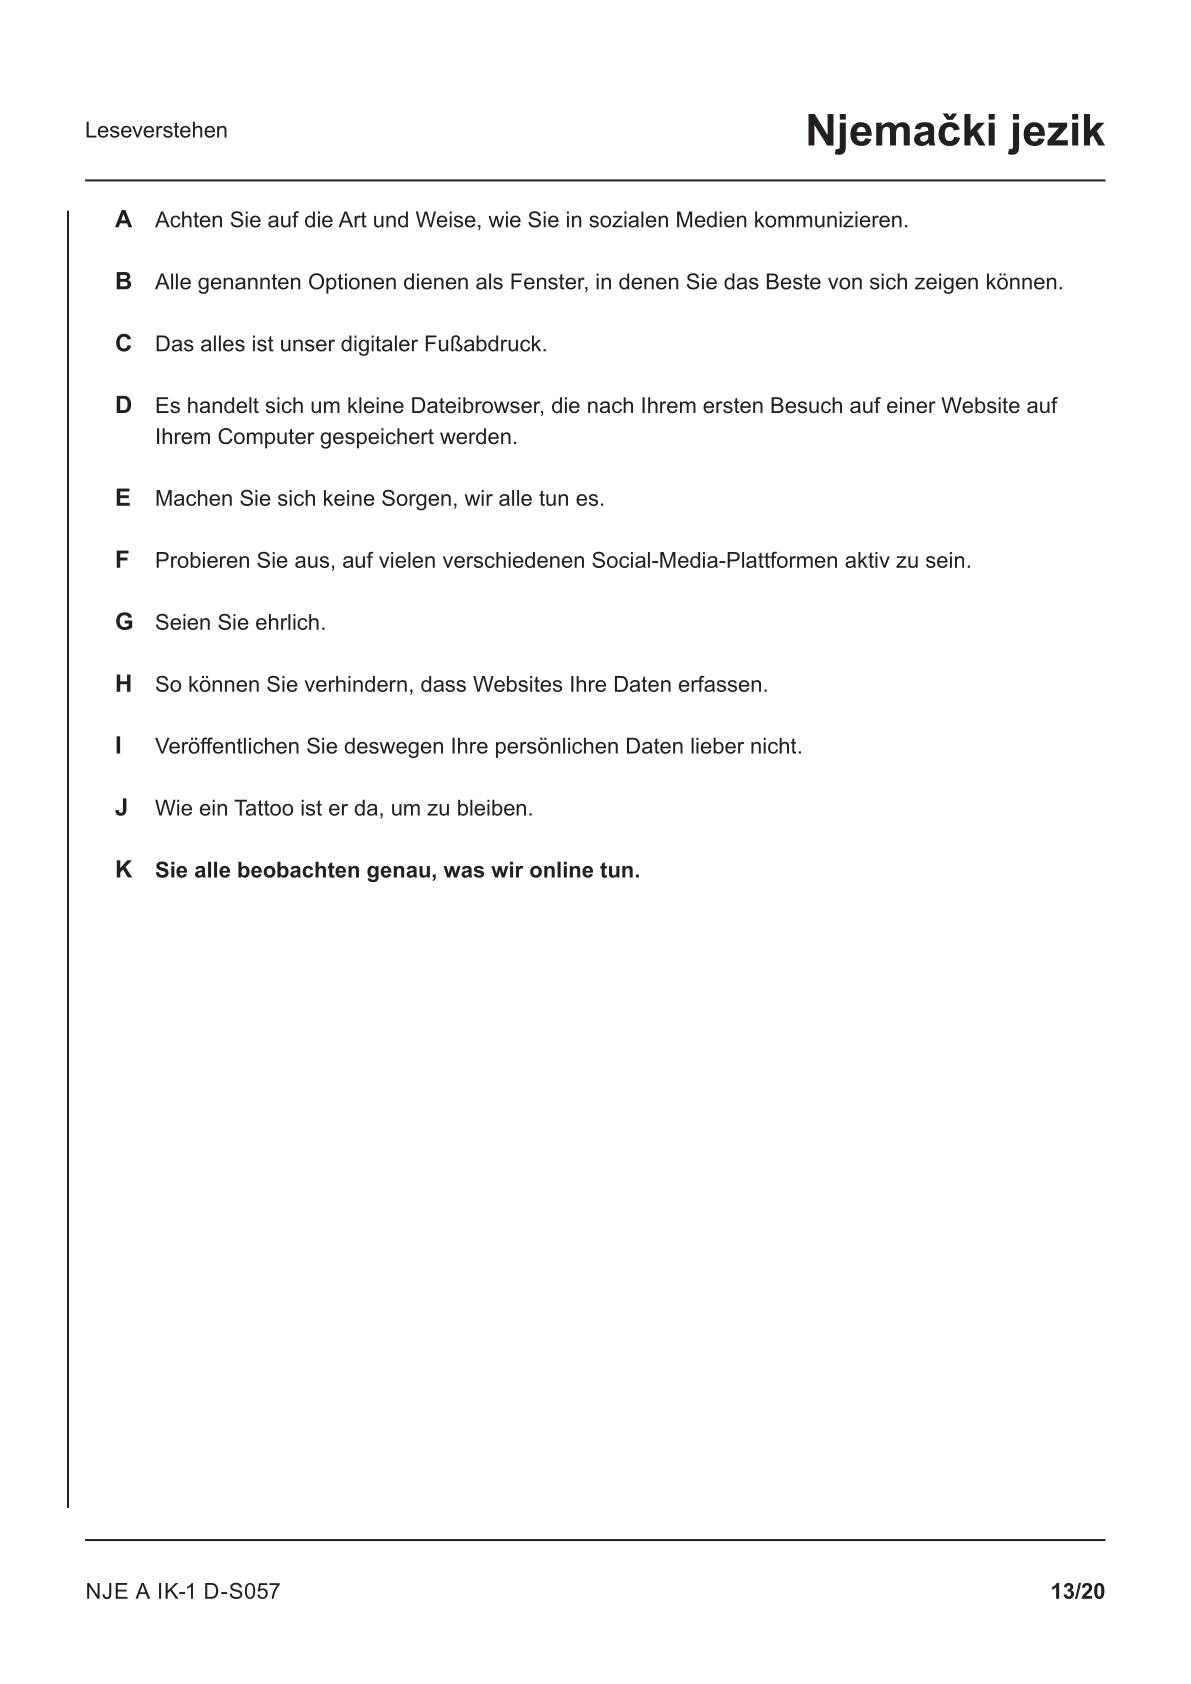 Leseverstehen
Njemački jezik
A Achten Sie auf die Art und Weise, wie Sie in sozialen Medien kommunizieren.
B Alle genannten Optionen dienen als Fenster, in denen Sie das Beste von sich zeigen können.
C Das alles ist unser digitaler Fußabdruck.
D Es handelt sich um kleine Dateibrowser, die nach Ihrem ersten Besuch auf einer Website auf
Ihrem Computer gespeichert werden.
E Machen Sie sich keine Sorgen, wir alle tun es.
F Probieren Sie aus, auf vielen verschiedenen Social-Media-Plattformen aktiv zu sein.
G Seien Sie ehrlich.
H So können Sie verhindern, dass Websites Ihre Daten erfassen.
I Veröffentlichen Sie deswegen Ihre persönlichen Daten lieber nicht.
J Wie ein Tattoo ist er da, um zu bleiben.
K Sie alle beobachten genau, was wir online tun.
NJE A IK-1 D-S057
13/20